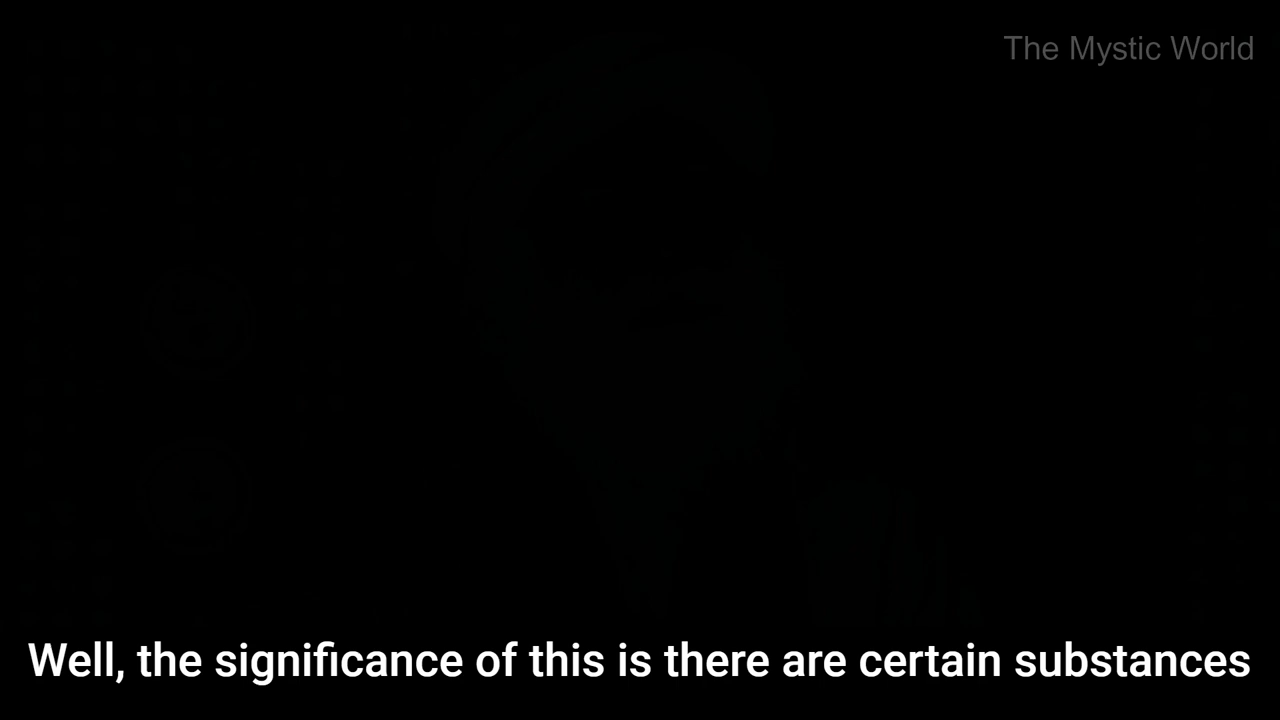 The Mystic World
Well, the significance of this is there are certain substances